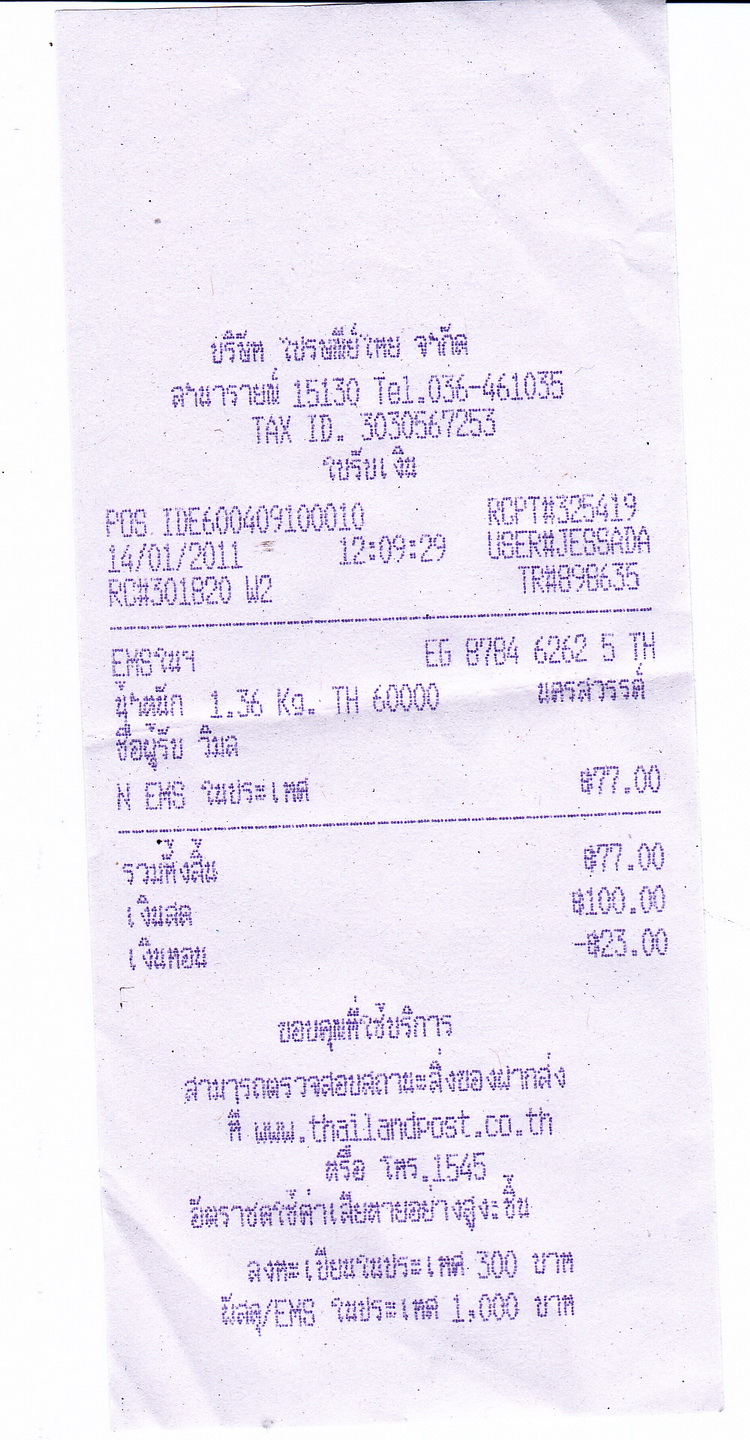 บริษัท ไปรษณีย์ไทย จำกัด
ลำนารายณ์ 15130 Tel.036-461035
TAX ID. 3030567253
ใบรับเงิน
POS IDE600409100010 RCPT#325419
14/01/2011 12:09:29 USER#JESSADA
RC#301820 W2 TR#898635
EMSในฯ EG 8784 6262 5 TH
น้ำหนัก 1.36 Kg. TH 60000 นครสวรรค์
ชื่อผู้รับ วิมล
N EMS ในประเทศ ฿77.00
รวมทั้งสิ้น ฿77.00
เงินสด ฿100.00
เงินทอน -฿23.00
ขอบคุณที่ใช้บริการ
สามารถตรวจสอบสถานะสิ่งของฝากส่ง
ที่ www.thailandpost.co.th
หรือ โทร.1545
อัตราชดใช้ค่าเสียหายอย่างสูงะชิ้น
ลงทะเบียนในประเทศ 300 บาท
พัสดุ/EMS ในประเทศ 1,000 บาท